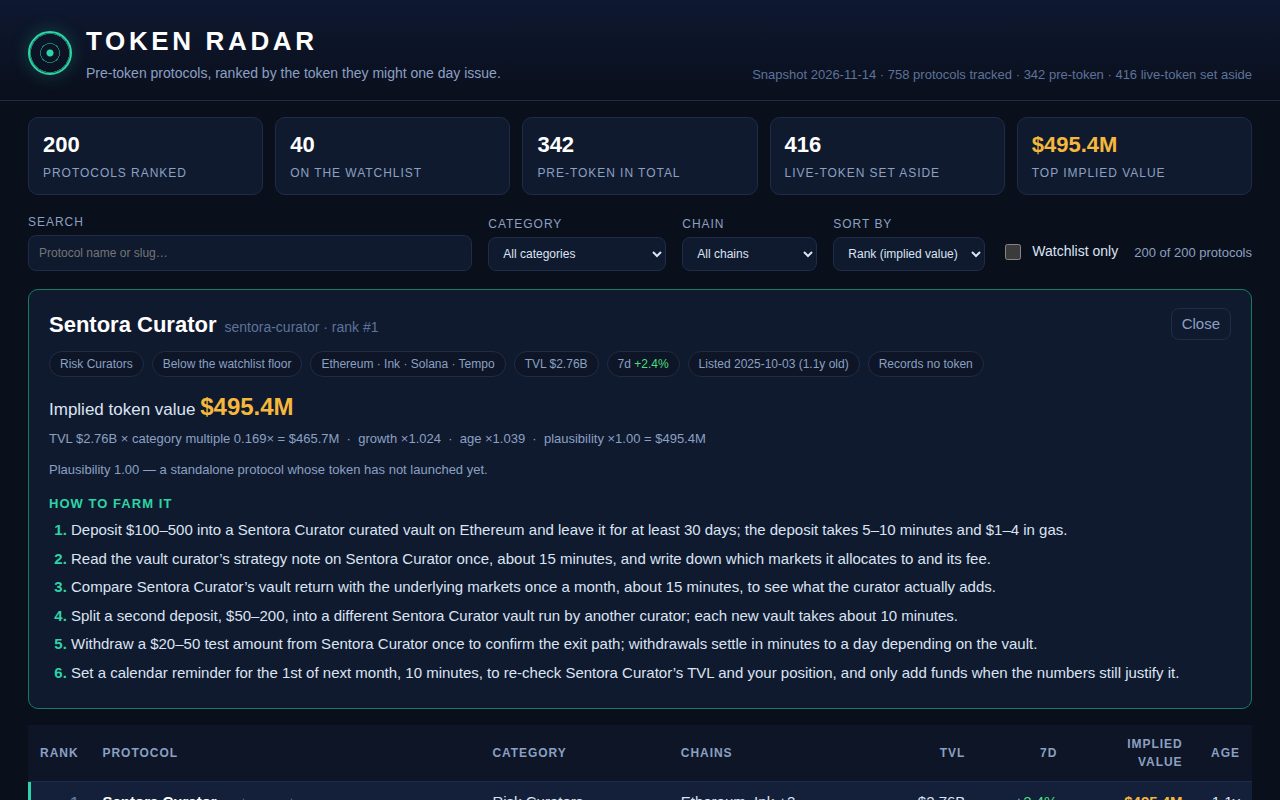 TOKEN RADAR
Pre-token protocols, ranked by the token they might one day issue.
Snapshot 2026-11-14 · 758 protocols tracked · 342 pre-token · 416 live-token set aside
200
PROTOCOLS RANKED
40
ON THE WATCHLIST
342
PRE-TOKEN IN TOTAL
416
LIVE-TOKEN SET ASIDE
$495.4M
TOP IMPLIED VALUE
SEARCH
Protocol name or slug…
CATEGORY
All categories
CHAIN
All chains
SORT BY
Rank (implied value)
Watchlist only
200 of 200 protocols
Sentora Curator sentora-curator · rank #1
Close
Risk Curators
Below the watchlist floor
Ethereum · Ink · Solana · Tempo
TVL $2.76B
7d +2.4%
Listed 2025-10-03 (1.1y old)
Records no token
Implied token value $495.4M
TVL $2.76B × category multiple 0.169× = $465.7M · growth ×1.024 · age ×1.039 · plausibility ×1.00 = $495.4M
Plausibility 1.00 — a standalone protocol whose token has not launched yet.
HOW TO FARM IT
1. Deposit $100–500 into a Sentora Curator curated vault on Ethereum and leave it for at least 30 days; the deposit takes 5–10 minutes and $1–4 in gas.
2. Read the vault curator’s strategy note on Sentora Curator once, about 15 minutes, and write down which markets it allocates to and its fee.
3. Compare Sentora Curator’s vault return with the underlying markets once a month, about 15 minutes, to see what the curator actually adds.
4. Split a second deposit, $50–200, into a different Sentora Curator vault run by another curator; each new vault takes about 10 minutes.
5. Withdraw a $20–50 test amount from Sentora Curator once to confirm the exit path; withdrawals settle in minutes to a day depending on the vault.
6. Set a calendar reminder for the 1st of next month, 10 minutes, to re-check Sentora Curator’s TVL and your position, and only add funds when the numbers still justify it.
RANK PROTOCOL CATEGORY CHAINS TVL 7D IMPLIED VALUE AGE
1 Sentora Curator Risk Curators Ethereum, Ink +2 $2.76B +2.4% $495.4M 1.1y